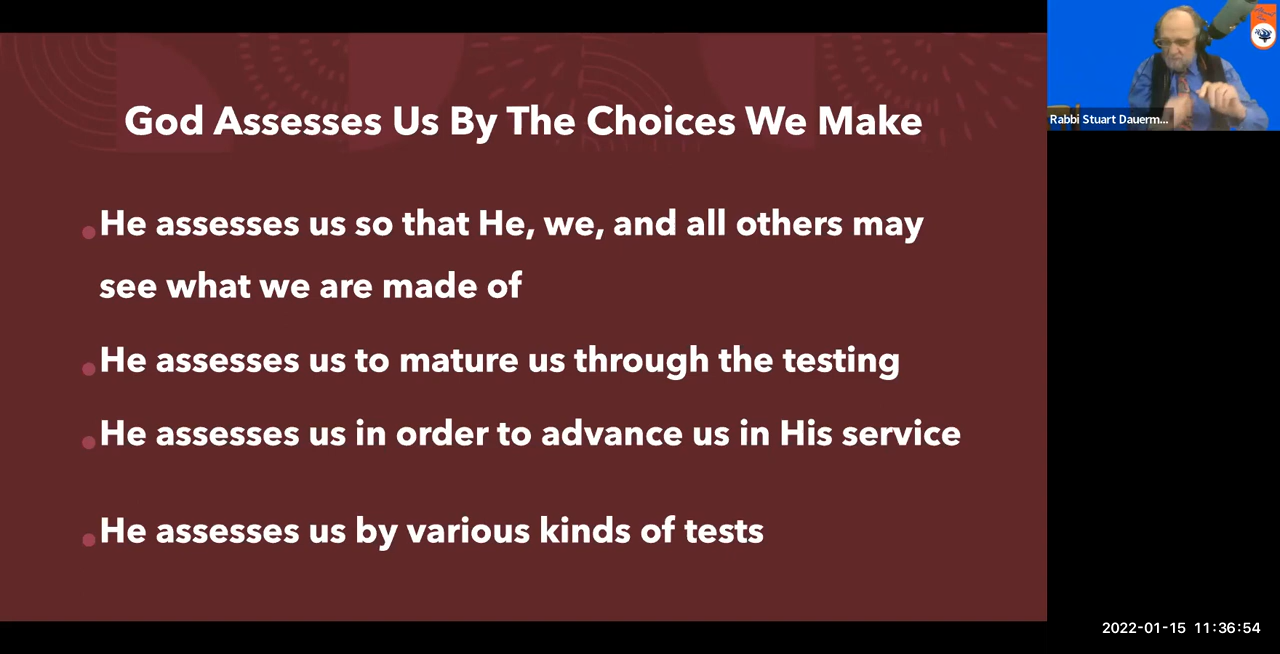 God Assesses Us By The Choices We Make
• He assesses us so that He, we, and all others may
see what we are made of
• He assesses us to mature us through the testing
• He assesses us in order to advance us in His service
• He assesses us by various kinds of tests
Rabbi Stuart Dauerm...
2022-01-15 11:36:54